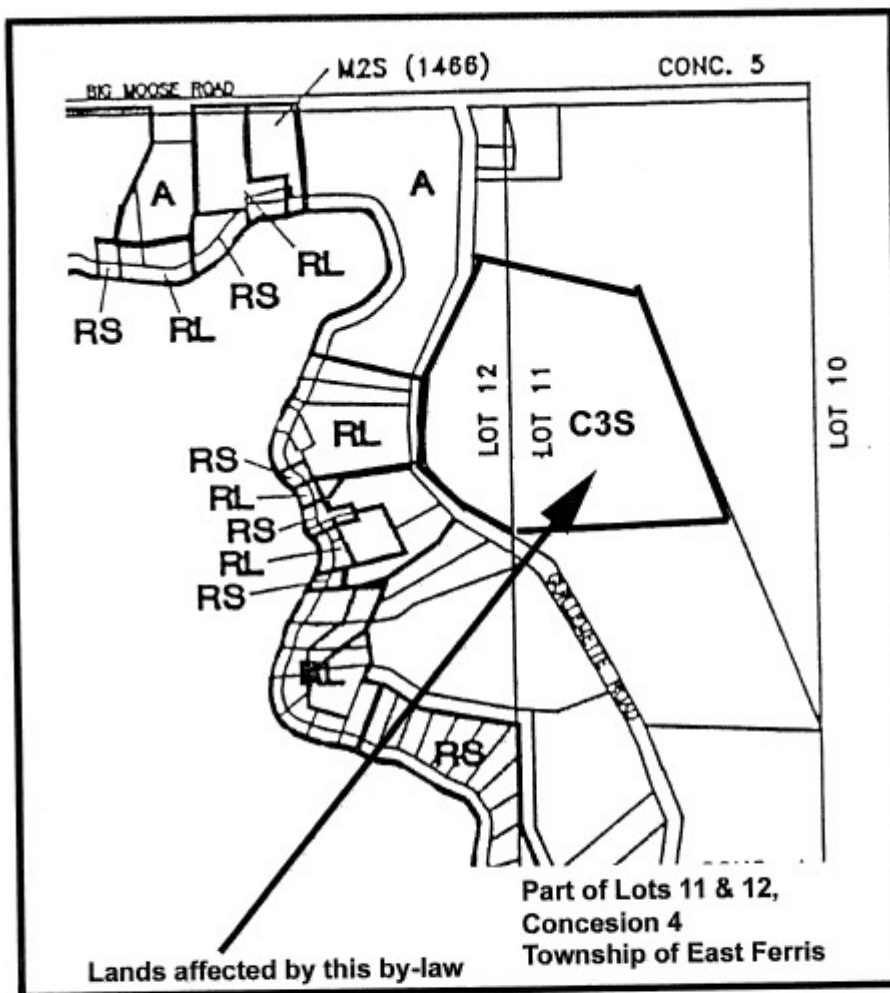 M2S (1466)
CONC. 5
BIG MOOSE ROAD
A
A
RL
RS
RS
RL
LOT 12
LOT 11
C3S
LOT 10
RL
RS
RL
RS
RL
RS
RL
RS
ROAD
Part of Lots 11 & 12,
Concesion 4
Township of East Ferris
Lands affected by this by-law